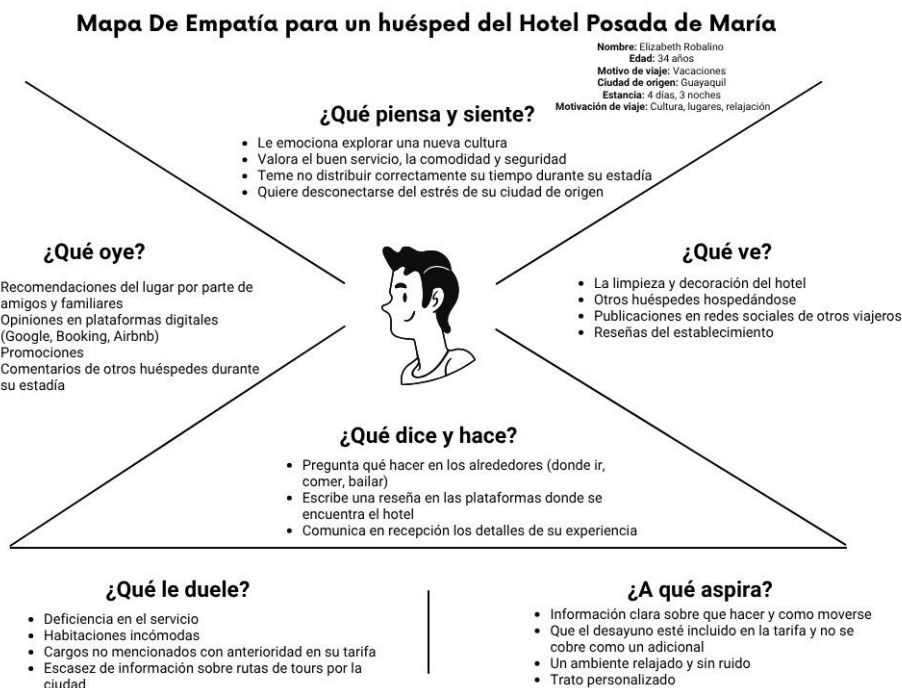 Mapa De Empatía para un huésped del Hotel Posada de María
Nombre: Elizabeth Robalino
Edad: 34 años
Motivo de viaje: Vacaciones
Ciudad de origen: Guayaquil
Estancia: 4 días, 3 noches
Motivación de viaje: Cultura, lugares, relajación
¿Qué piensa y siente?
• Le emociona explorar una nueva cultura
• Valora el buen servicio, la comodidad y seguridad
• Teme no distribuir correctamente su tiempo durante su estadía
• Quiere desconectarse del estrés de su ciudad de origen
¿Qué oye?
Recomendaciones del lugar por parte de
amigos y familiares
Opiniones en plataformas digitales
(Google, Booking, Airbnb)
Promociones
Comentarios de otros huéspedes durante
su estadía
¿Qué ve?
• La limpieza y decoración del hotel
• Otros huéspedes hospedándose
• Publicaciones en redes sociales de otros viajeros
• Reseñas del establecimiento
¿Qué dice y hace?
• Pregunta qué hacer en los alrededores (donde ir,
comer, bailar)
• Escribe una reseña en las plataformas donde se
encuentra el hotel
• Comunica en recepción los detalles de su experiencia
¿Qué le duele?
• Deficiencia en el servicio
• Habitaciones incómodas
• Cargos no mencionados con anterioridad en su tarifa
• Escasez de información sobre rutas de tours por la
ciudad
¿A qué aspira?
• Información clara sobre que hacer y como moverse
• Que el desayuno esté incluido en la tarifa y no se
cobre como un adicional
• Un ambiente relajado y sin ruido
• Trato personalizado